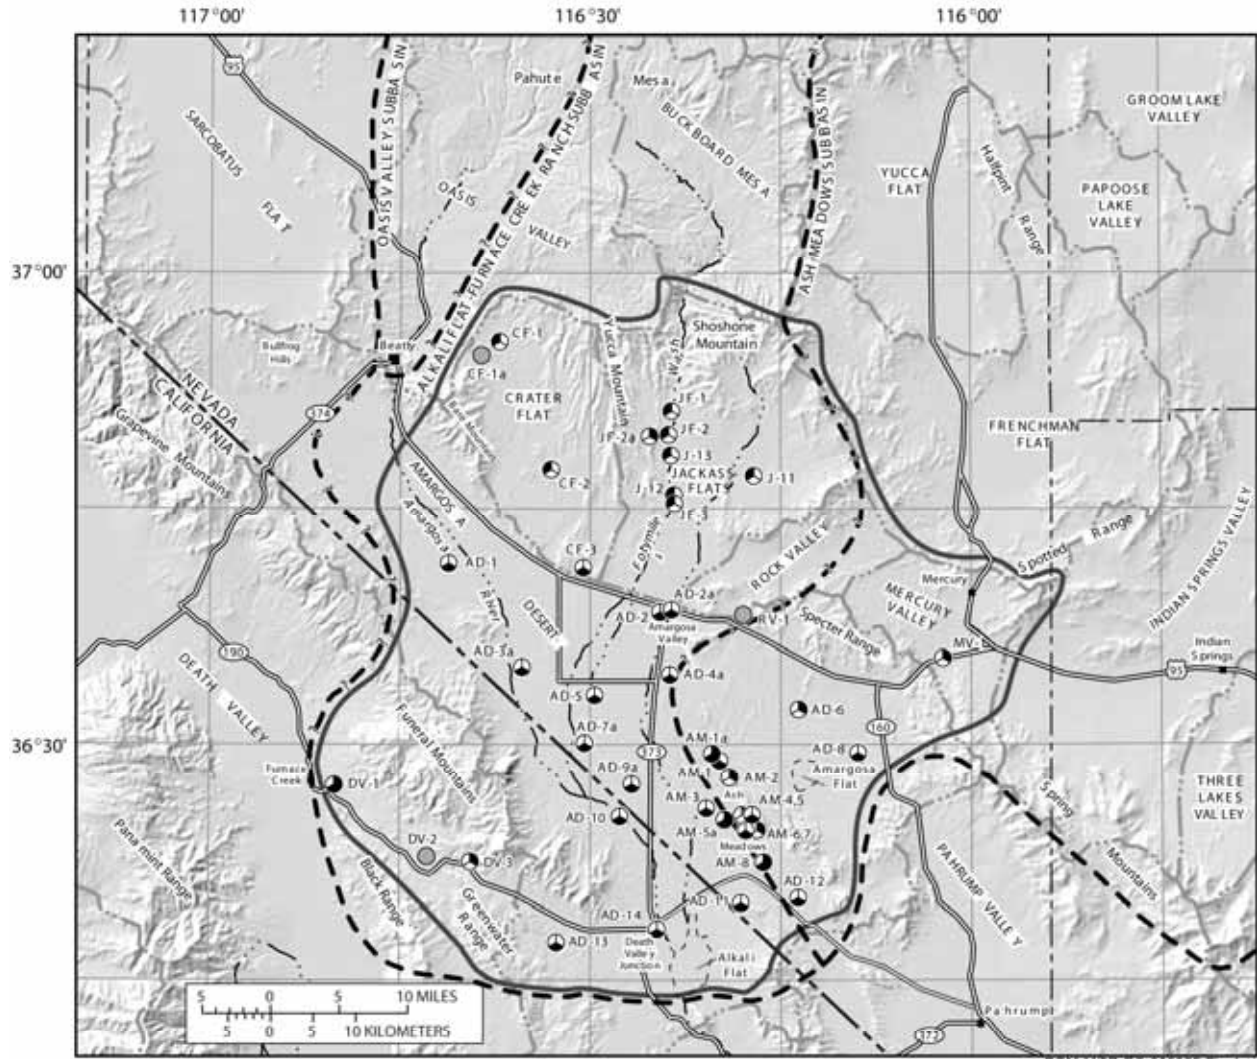 117°00'
116°30'
116°00'
95
Pahute
Mesa
GROOM LAKE
VALLEY
SARCOBATUS
FLAT
OASIS VALLEY SUBBASIN
ALKALI FLAT-FURNACE CREEK RANCH SUBBASIN
BUCKBOARD MESA
ASH MEADOWS SUBBASIN
YUCCA
FLAT
Halfpint
Range
PAPOOSE
LAKE
VALLEY
OASIS
VALLEY
37°00'
Bullfrog
Hills
Beatty
CF-1
CF-1a
Yucca Mountain
Shoshone
Mountain
Wash
NEVADA
CALIFORNIA
374
CRATER
FLAT
Bare Mountain
JF-1
JF-2
JF-2a
J-13
FRENCHMAN
FLAT
Grapevine Mountains
CF-2
JACKASS
FLATS
J-11
J-12
JF-3
AMARGOSA
Amargosa
River
Fortymile
Spotted Range
INDIAN SPRINGS VALLEY
CF-3
AD-1
ROCK VALLEY
Mercury
MERCURY
VALLEY
AD-2a
AD-2
RV-1
DESERT
Amargosa
Valley
Specter Range
MV-1
Indian
Springs
95
190
DEATH VALLEY
AD-3a
AD-4a
AD-5
AD-6
160
36°30'
Funeral Mountains
AD-7a
373
AM-1a
AD-8
Furnace
Creek
DV-1
AD-9a
AM-1
AM-2
Amargosa
Flat
Spring
Mountains
THREE
LAKES
VALLEY
AM-3
Ash
AM-4,5
AD-10
AM-5a
AM-6,7
Meadows
DV-2
DV-3
AM-8
PAHRUMP VALLEY
Panamint Range
Black Range
Greenwater
Range
AD-11
AD-12
AD-14
AD-13
Death
Valley
Junction
Alkali
Flat
5 0 5 10 MILES
5 0 5 10 KILOMETERS
Pahrump
372